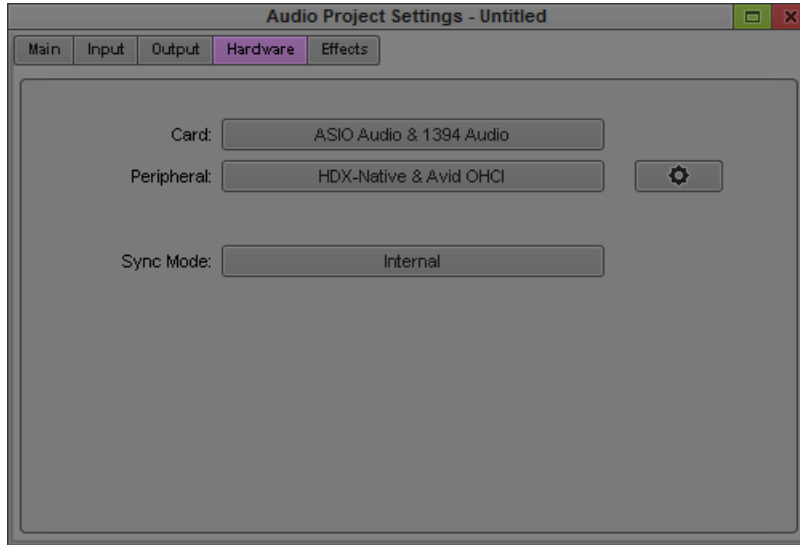 Audio Project Settings - Untitled
Main Input Output Hardware Effects
Card: ASIO Audio & 1394 Audio
Peripheral: HDX-Native & Avid OHCI
Sync Mode: Internal